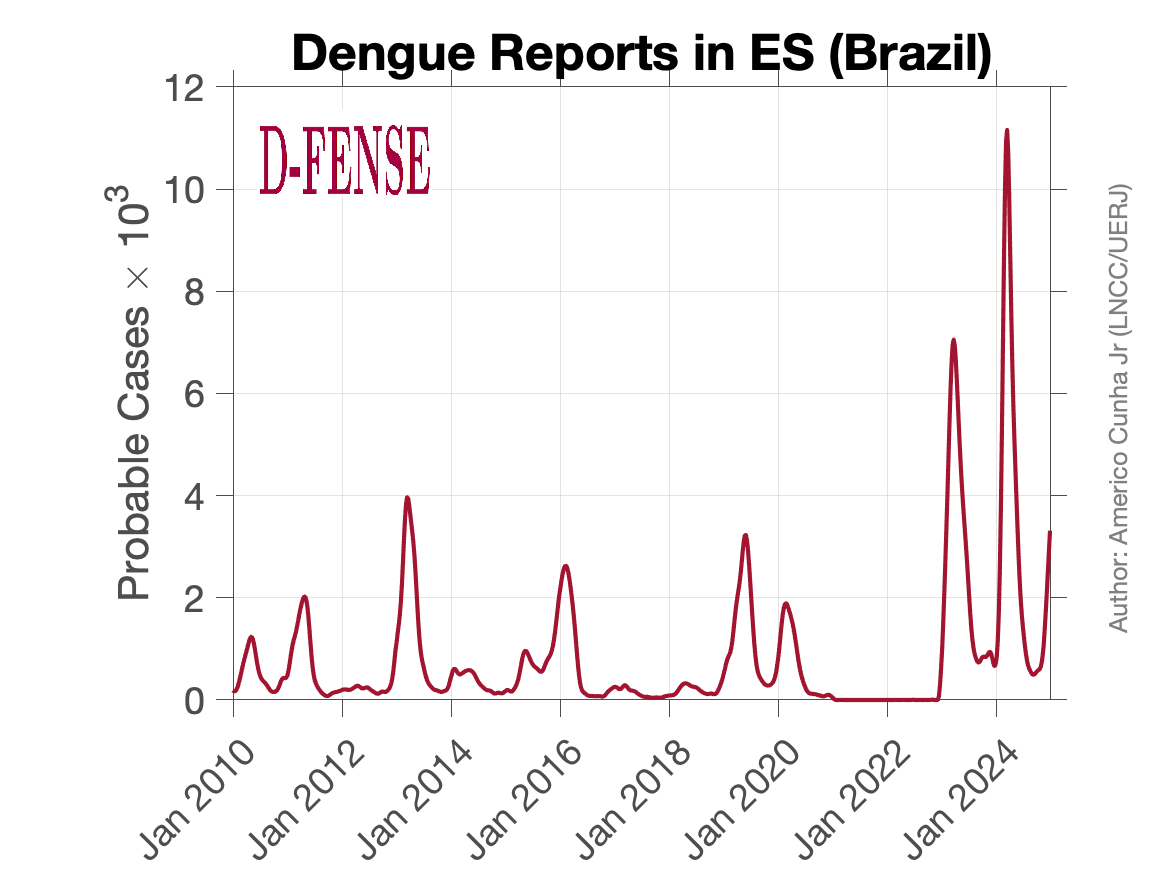 Dengue Reports in ES (Brazil)
D-FENSE
Probable Cases × 10³
12
10
8
6
4
2
0
Jan 2010
Jan 2012
Jan 2014
Jan 2016
Jan 2018
Jan 2020
Jan 2022
Jan 2024
Author: Americo Cunha Jr (LNCC/UERJ)